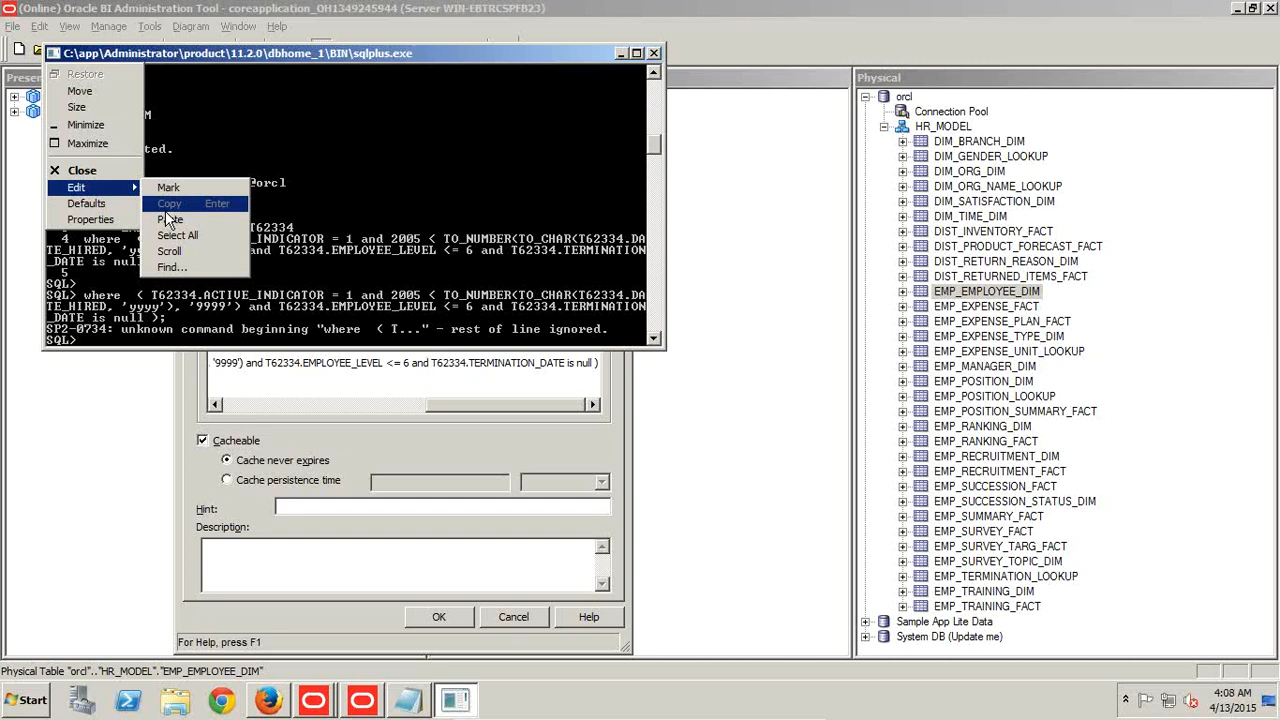 (Online) Oracle BI Administration Tool - coreapplication_OH1349245944 (Server WIN-EBTRCSPFB23)
File Edit View Manage Tools Diagram Window Help
C:\app\Administrator\product\11.2.0\dbhome_1\BIN\sqlplus.exe
Restore
Move
Size
Minimize
Maximize
Close
Edit
Defaults
Properties
Mark
Copy Enter
Select All
Scroll
Find...
M
ted.
@orcl
T62334
4 where
INDICATOR = 1 and 2005 < TO_NUMBER(TO_CHAR(T62334.DA
TE_HIRED,
T62334.EMPLOYEE_LEVEL <= 6 and T62334.TERMINATION
_DATE is null
5
SQL>
SQL> where ( T62334.ACTIVE_INDICATOR = 1 and 2005 < TO_NUMBER(TO_CHAR(T62334.DA
TE_HIRED, 'yyyy'), '9999') and T62334.EMPLOYEE_LEVEL <= 6 and T62334.TERMINATION
_DATE is null );
SP2-0734: unknown command beginning "where ( T..." - rest of line ignored.
SQL>
'9999') and T62334.EMPLOYEE_LEVEL <= 6 and T62334.TERMINATION_DATE is null )
Cacheable
Cache never expires
Cache persistence time
Hint:
Description:
OK Cancel Help
For Help, press F1
Physical
orcl
Connection Pool
HR_MODEL
DIM_BRANCH_DIM
DIM_GENDER_LOOKUP
DIM_ORG_DIM
DIM_ORG_NAME_LOOKUP
DIM_SATISFACTION_DIM
DIM_TIME_DIM
DIST_INVENTORY_FACT
DIST_PRODUCT_FORECAST_FACT
DIST_RETURNED_REASON_DIM
DIST_RETURNED_ITEMS_FACT
EMP_EMPLOYEE_DIM
EMP_EXPENSE_FACT
EMP_EXPENSE_PLAN_FACT
EMP_EXPENSE_TYPE_DIM
EMP_EXPENSE_UNIT_LOOKUP
EMP_MANAGER_DIM
EMP_POSITION_DIM
EMP_POSITION_LOOKUP
EMP_POSITION_SUMMARY_FACT
EMP_RANKING_DIM
EMP_RANKING_FACT
EMP_RECRUITMENT_DIM
EMP_RECRUITMENT_FACT
EMP_SUCCESSION_FACT
EMP_SUCCESSION_STATUS_DIM
EMP_SUMMARY_FACT
EMP_SURVEY_FACT
EMP_SURVEY_TARG_FACT
EMP_SURVEY_TOPIC_DIM
EMP_TERMINATION_LOOKUP
EMP_TRAINING_DIM
EMP_TRAINING_FACT
Sample App Lite Data
System DB (Update me)
Physical Table "orcl".."HR_MODEL"."EMP_EMPLOYEE_DIM"
Start
4:08 AM
4/13/2015